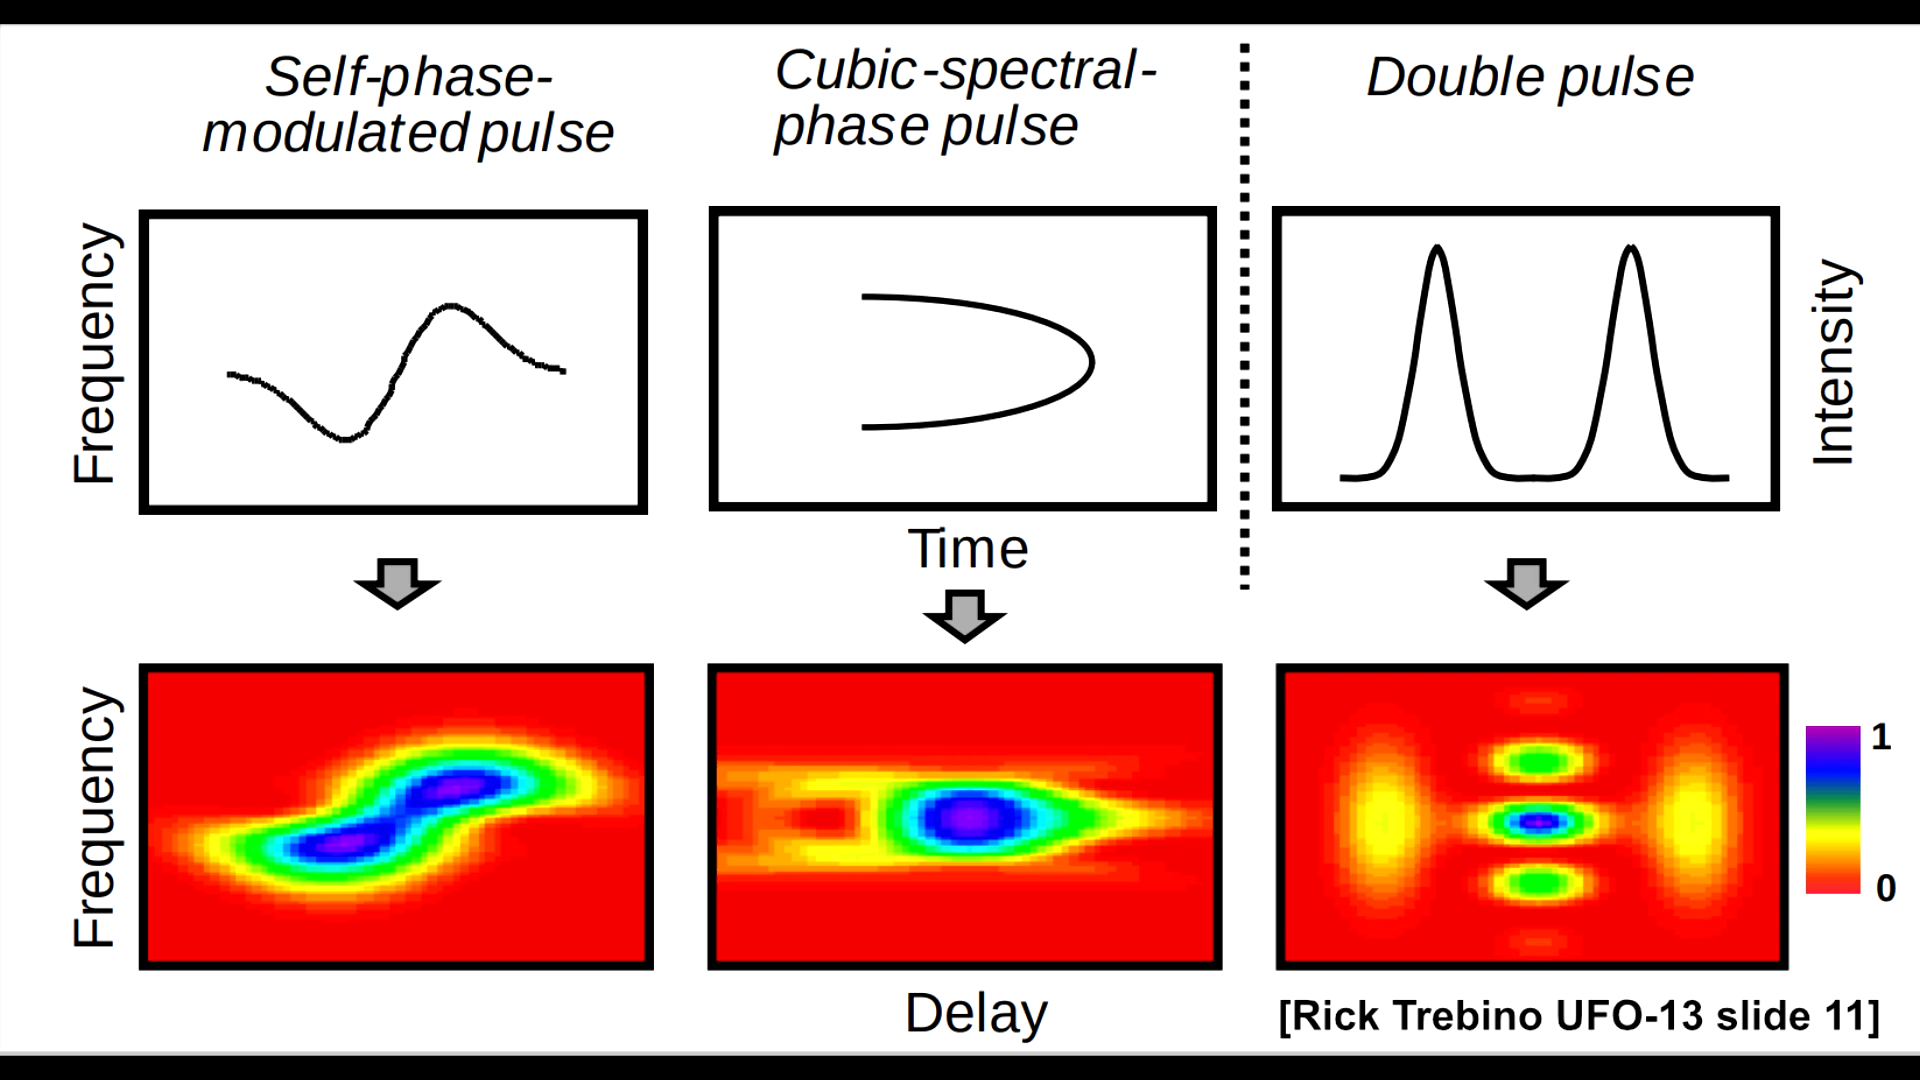 Self-phase-
modulated pulse
Cubic-spectral-
phase pulse
Double pulse
Frequency
Intensity
Time
Frequency
1
0
Delay
[Rick Trebino UFO-13 slide 11]